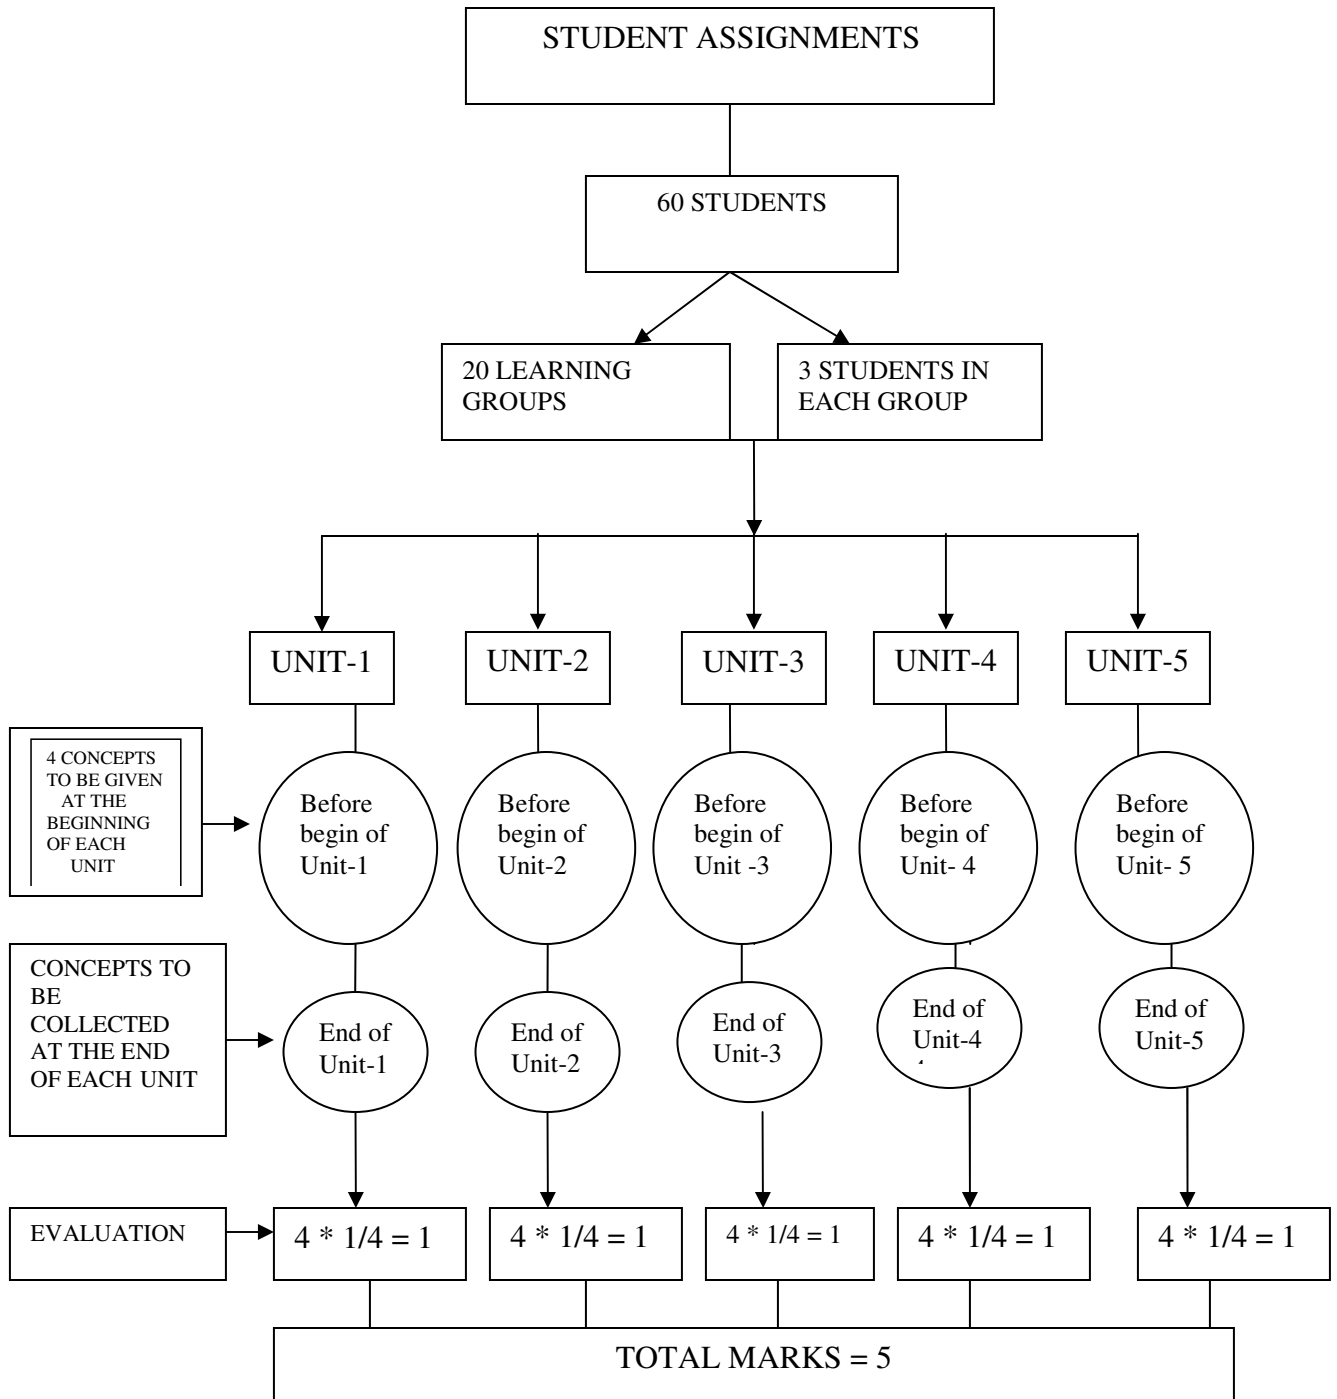 STUDENT ASSIGNMENTS
60 STUDENTS
20 LEARNING
GROUPS
3 STUDENTS IN
EACH GROUP
UNIT-1
UNIT-2
UNIT-3
UNIT-4
UNIT-5
4 CONCEPTS
TO BE GIVEN
AT THE
BEGINNING
OF EACH
UNIT
Before
begin of
Unit-1
Before
begin of
Unit-2
Before
begin of
Unit -3
Before
begin of
Unit- 4
Before
begin of
Unit- 5
CONCEPTS TO
BE
COLLECTED
AT THE END
OF EACH UNIT
End of
Unit-1
End of
Unit-2
End of
Unit-3
End of
Unit-4
End of
Unit-5
EVALUATION
4 * 1/4 = 1
4 * 1/4 = 1
4 * 1/4 = 1
4 * 1/4 = 1
4 * 1/4 = 1
TOTAL MARKS = 5